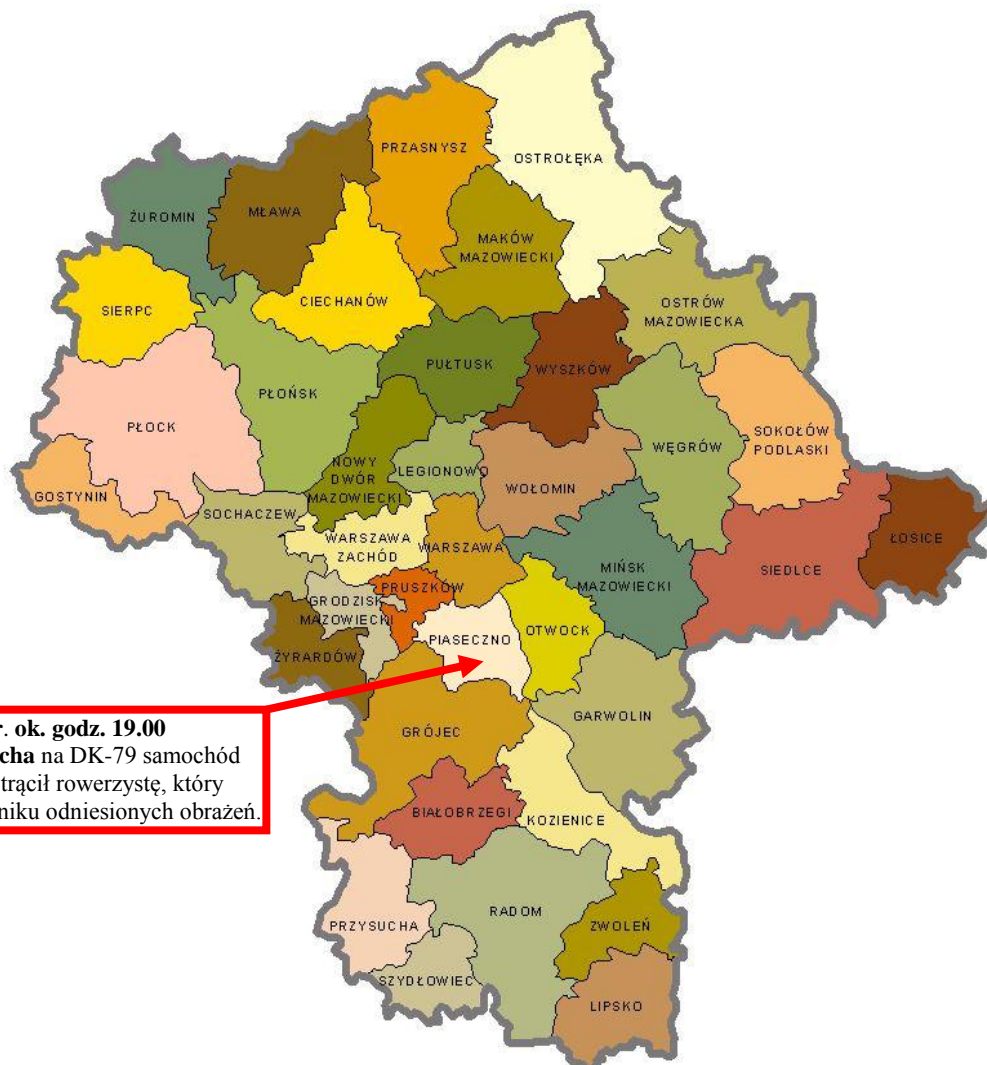 PRZASNYSZ
OSTROŁĘKA
ŻUROMIN
MŁAWA
MAKÓW
MAZOWIECKI
SIERPC
CIECHANÓW
OSTRÓW
MAZOWIECKA
PUŁTUSK
WYSZKÓW
PŁOŃSK
PŁOCK
SOKOŁÓW
PODLASKI
WĘGRÓW
NOWY
DWÓR
MAZOWIECKI
LEGIONOWO
WOŁOMIN
GOSTYNIN
SOCHACZEW
WARSZAWA
ZACHÓD
WARSZAWA
MIŃSK
MAZOWIECKI
SIEDLCE
ŁOSICE
PRUSZKÓW
GRODZISK
MAZOWIECKI
PIASECZNO
OTWOCK
ŻYRARDÓW
GARWOLIN
r. ok. godz. 19.00
cha na DK-79 samochód
trącił rowerzystę, który
niku odniesionych obrażeń.
GRÓJEC
BIAŁOBRZEGI
KOZIENICE
RADOM
PRZYSUCHA
ZWOLEŃ
SZYDŁOWIEC
LIPSKO